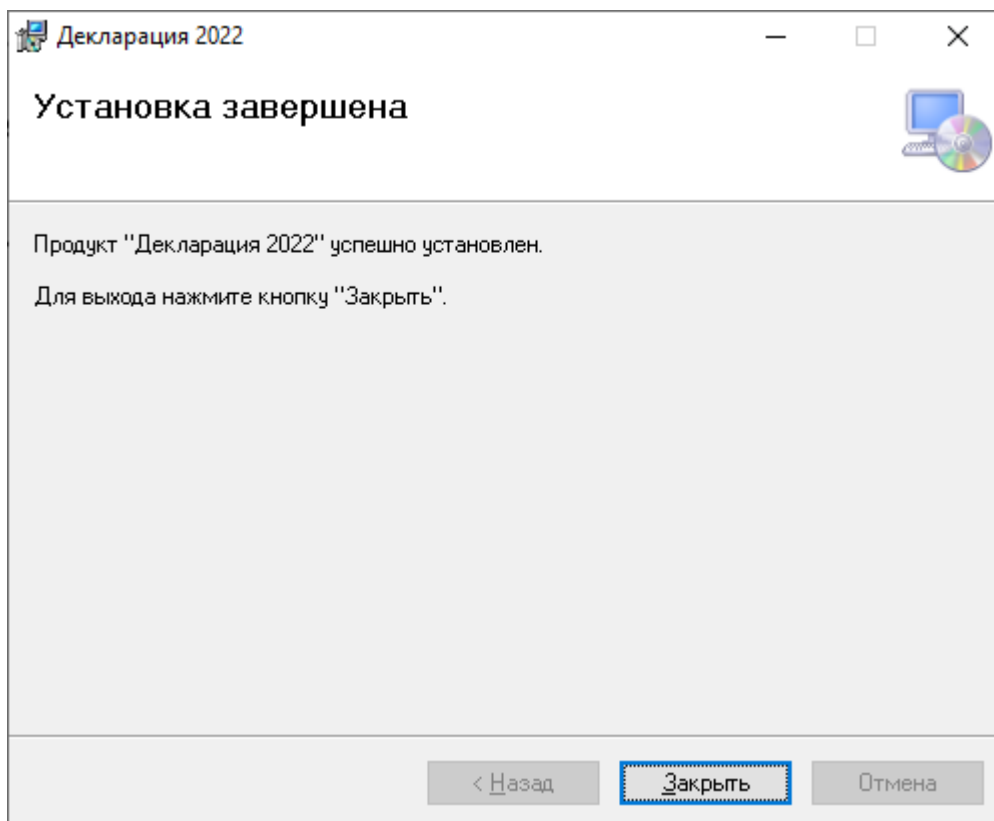 Декларация 2022
Установка завершена
Продукт "Декларация 2022" успешно установлен.
Для выхода нажмите кнопку "Закрыть".
< Назад
Закрыть
Отмена